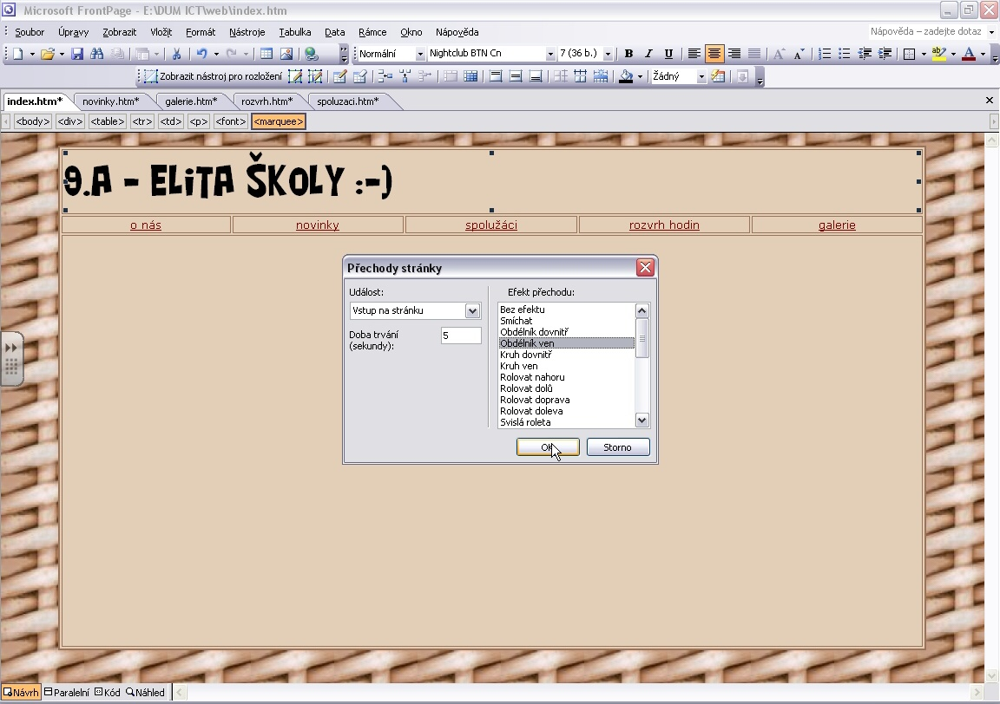 Microsoft FrontPage - E:\DUM ICT\web\index.htm
Soubor Úpravy Zobrazit Vložit Formát Nástroje Tabulka Data Rámce Okno Nápověda Nápověda – zadejte dotaz
Normální Nightclub BTN Cn 7 (36 b.) B I U A A ab A
Zobrazit nástroj pro rozložení Žádný
index.htm* novinky.htm* galerie.htm* rozvrh.htm* spoluzaci.htm*
<body> <div> <table> <tr> <td> <p> <font> <marquee>
9.A - ELiTA ŠKOLY :-)
o nás novinky spolužáci rozvrh hodin galerie
Přechody stránky
Událost: Efekt přechodu:
Vstup na stránku
Doba trvání
(sekundy):
5
Bez efektu
Smíchat
Obdélník dovnitř
Obdélník ven
Kruh dovnitř
Kruh ven
Rolovat nahoru
Rolovat dolů
Rolovat doprava
Rolovat doleva
Svislá roleta
OK Storno
Návrh Paralelní Kód Náhled